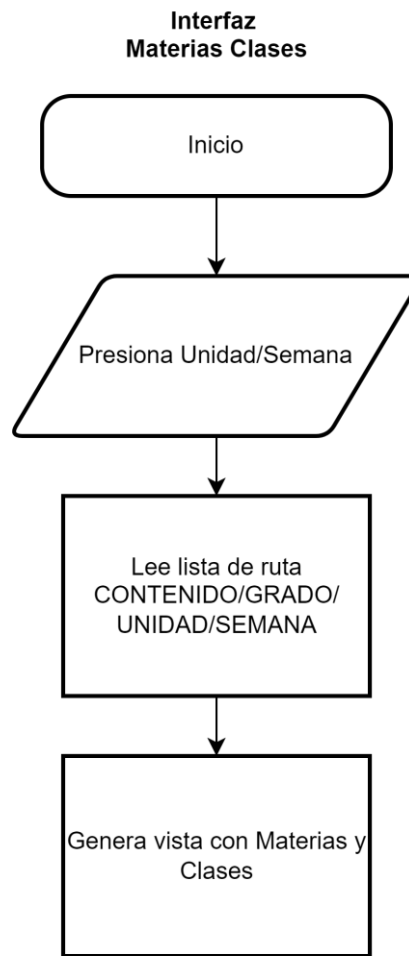 Interfaz
Materias Clases
Inicio
Presiona Unidad/Semana
Lee lista de ruta
CONTENIDO/GRADO/
UNIDAD/SEMANA
Genera vista con Materias y
Clases